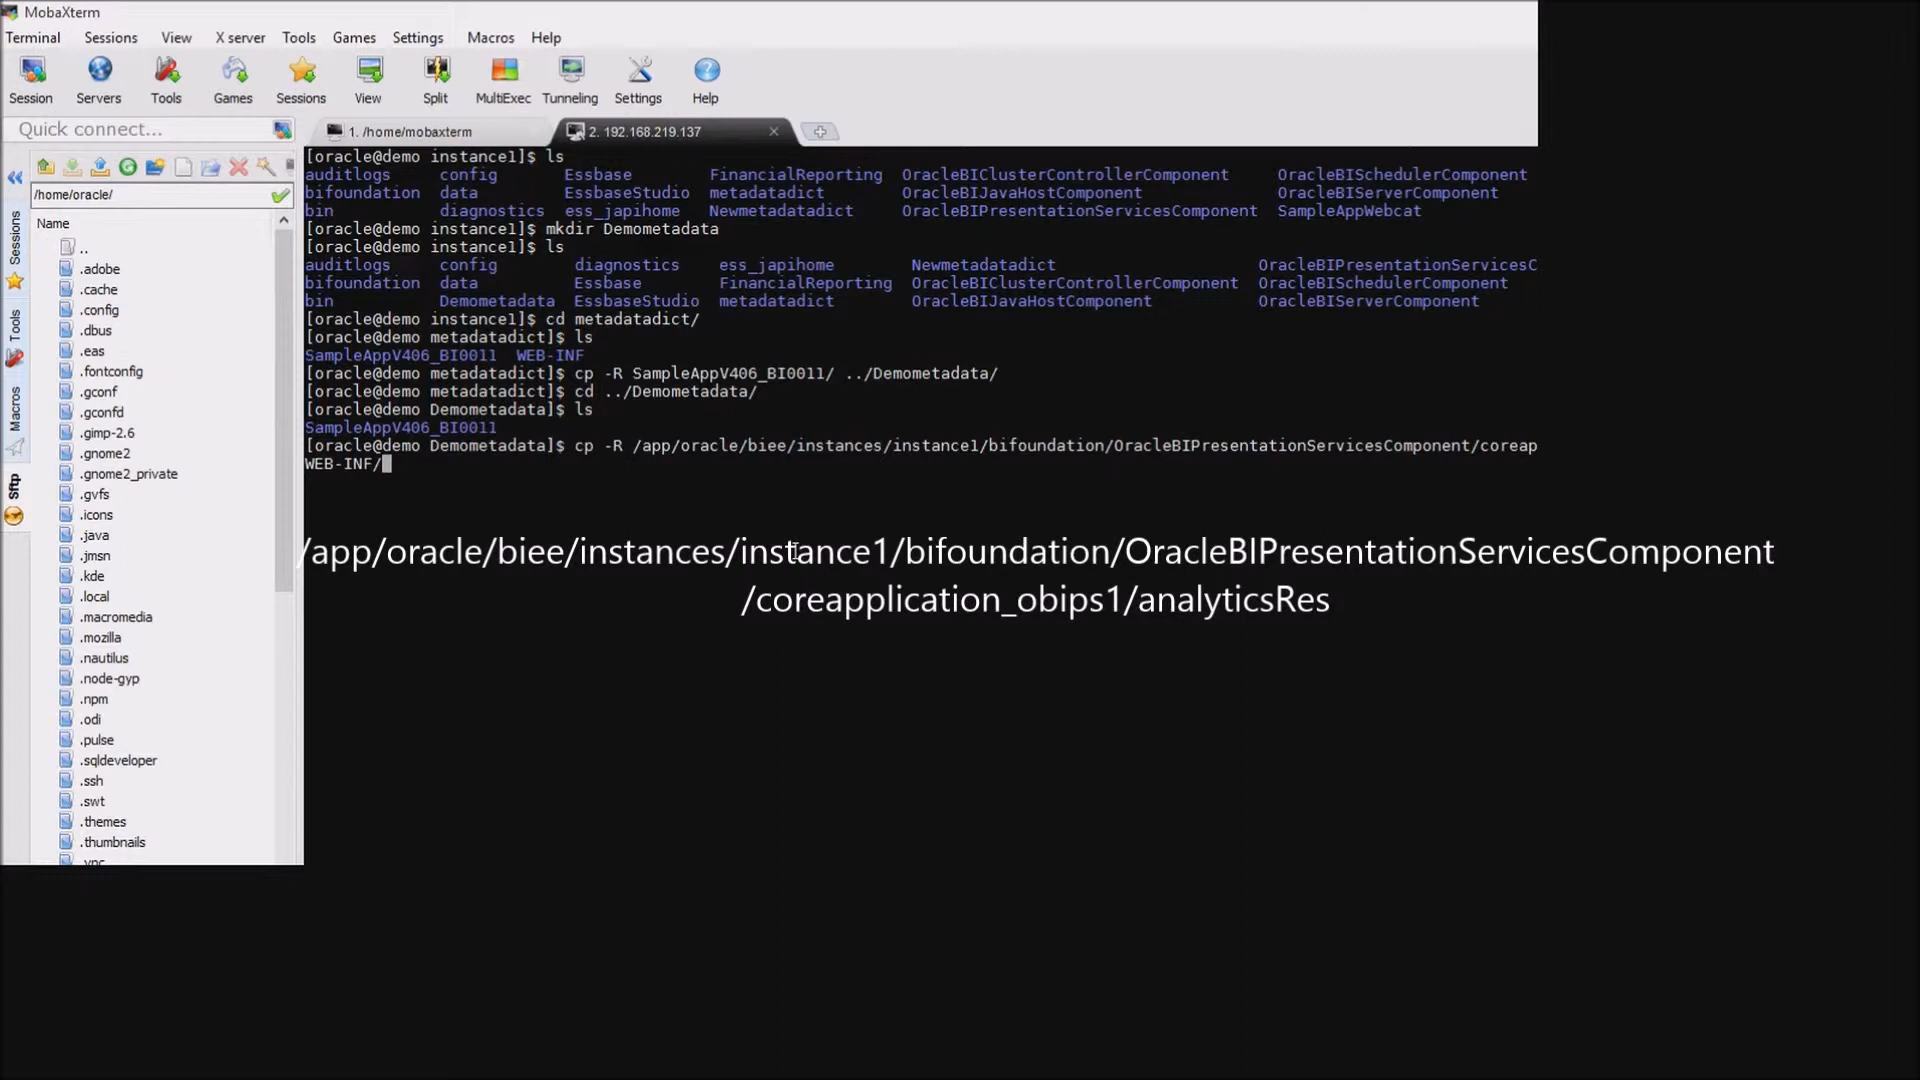 MobaXterm
Terminal Sessions View X server Tools Games Settings Macros Help
Session Servers Tools Games Sessions View Split MultiExec Tunneling Settings Help
Quick connect...
1. /home/mobaxterm
2. 192.168.219.137
/home/oracle/
Name
..
.adobe
.cache
.config
.dbus
.eas
.fontconfig
.gconf
.gconfd
.gimp-2.6
.gnome2
.gnome2_private
.gvfs
.icons
.java
.jmsn
.kde
.local
.macromedia
.mozilla
.nautilus
.node-gyp
.npm
.odi
.pulse
.sqldeveloper
.ssh
.swt
.themes
.thumbnails
.vnc
Sessions
Tools
Macros
Sftp
[oracle@demo instance1]$ ls
auditlogs config Essbase FinancialReporting OracleBIClusterControllerComponent OracleBISchedulerComponent
bifoundation data EssbaseStudio metadatadict OracleBIJavaHostComponent OracleBIServerComponent
bin diagnostics ess_japihome Newmetadatadict OracleBIPresentationServicesComponent SampleAppWebcat
[oracle@demo instance1]$ mkdir Demometadata
[oracle@demo instance1]$ ls
auditlogs config diagnostics ess_japihome Newmetadatadict OracleBIPresentationServicesC
bifoundation data Essbase FinancialReporting OracleBIClusterControllerComponent OracleBISchedulerComponent
bin Demometadata EssbaseStudio metadatadict OracleBIJavaHostComponent OracleBIServerComponent
[oracle@demo instance1]$ cd metadatadict/
[oracle@demo metadatadict]$ ls
SampleAppV406_BI0011 WEB-INF
[oracle@demo metadatadict]$ cp -R SampleAppV406_BI0011/ ../Demometadata/
[oracle@demo metadatadict]$ cd ../Demometadata/
[oracle@demo Demometadata]$ ls
SampleAppV406_BI0011
[oracle@demo Demometadata]$ cp -R /app/oracle/biee/instances/instance1/bifoundation/OracleBIPresentationServicesComponent/coreap
WEB-INF/
/app/oracle/biee/instances/instance1/bifoundation/OracleBIPresentationServicesComponent
/coreapplication_obips1/analyticsRes